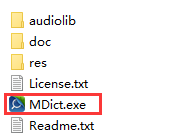 audiolib
doc
res
License.txt
MDict.exe
Readme.txt